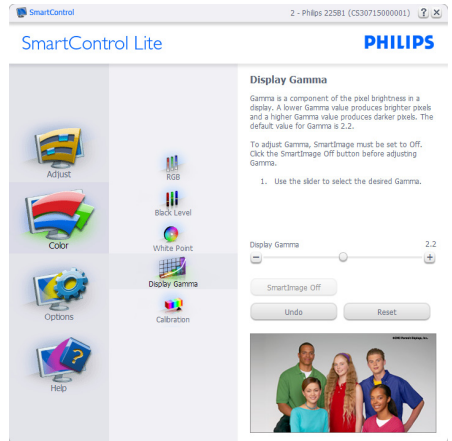 SmartControl
2 - Philips 225B1 (CS30715000001)
SmartControl Lite
PHILIPS
Adjust
Color
Options
Help
RGB
Black Level
White Point
Display Gamma
Calibration
Display Gamma
Gamma is a component of the pixel brightness in a
display. A lower Gamma value produces brighter pixels
and a higher Gamma value produces darker pixels. The
default value for Gamma is 2.2.
To adjust Gamma, SmartImage must be set to Off.
Click the SmartImage Off button before adjusting
Gamma.
1. Use the slider to select the desired Gamma.
Display Gamma 2.2
SmartImage Off
Undo Reset